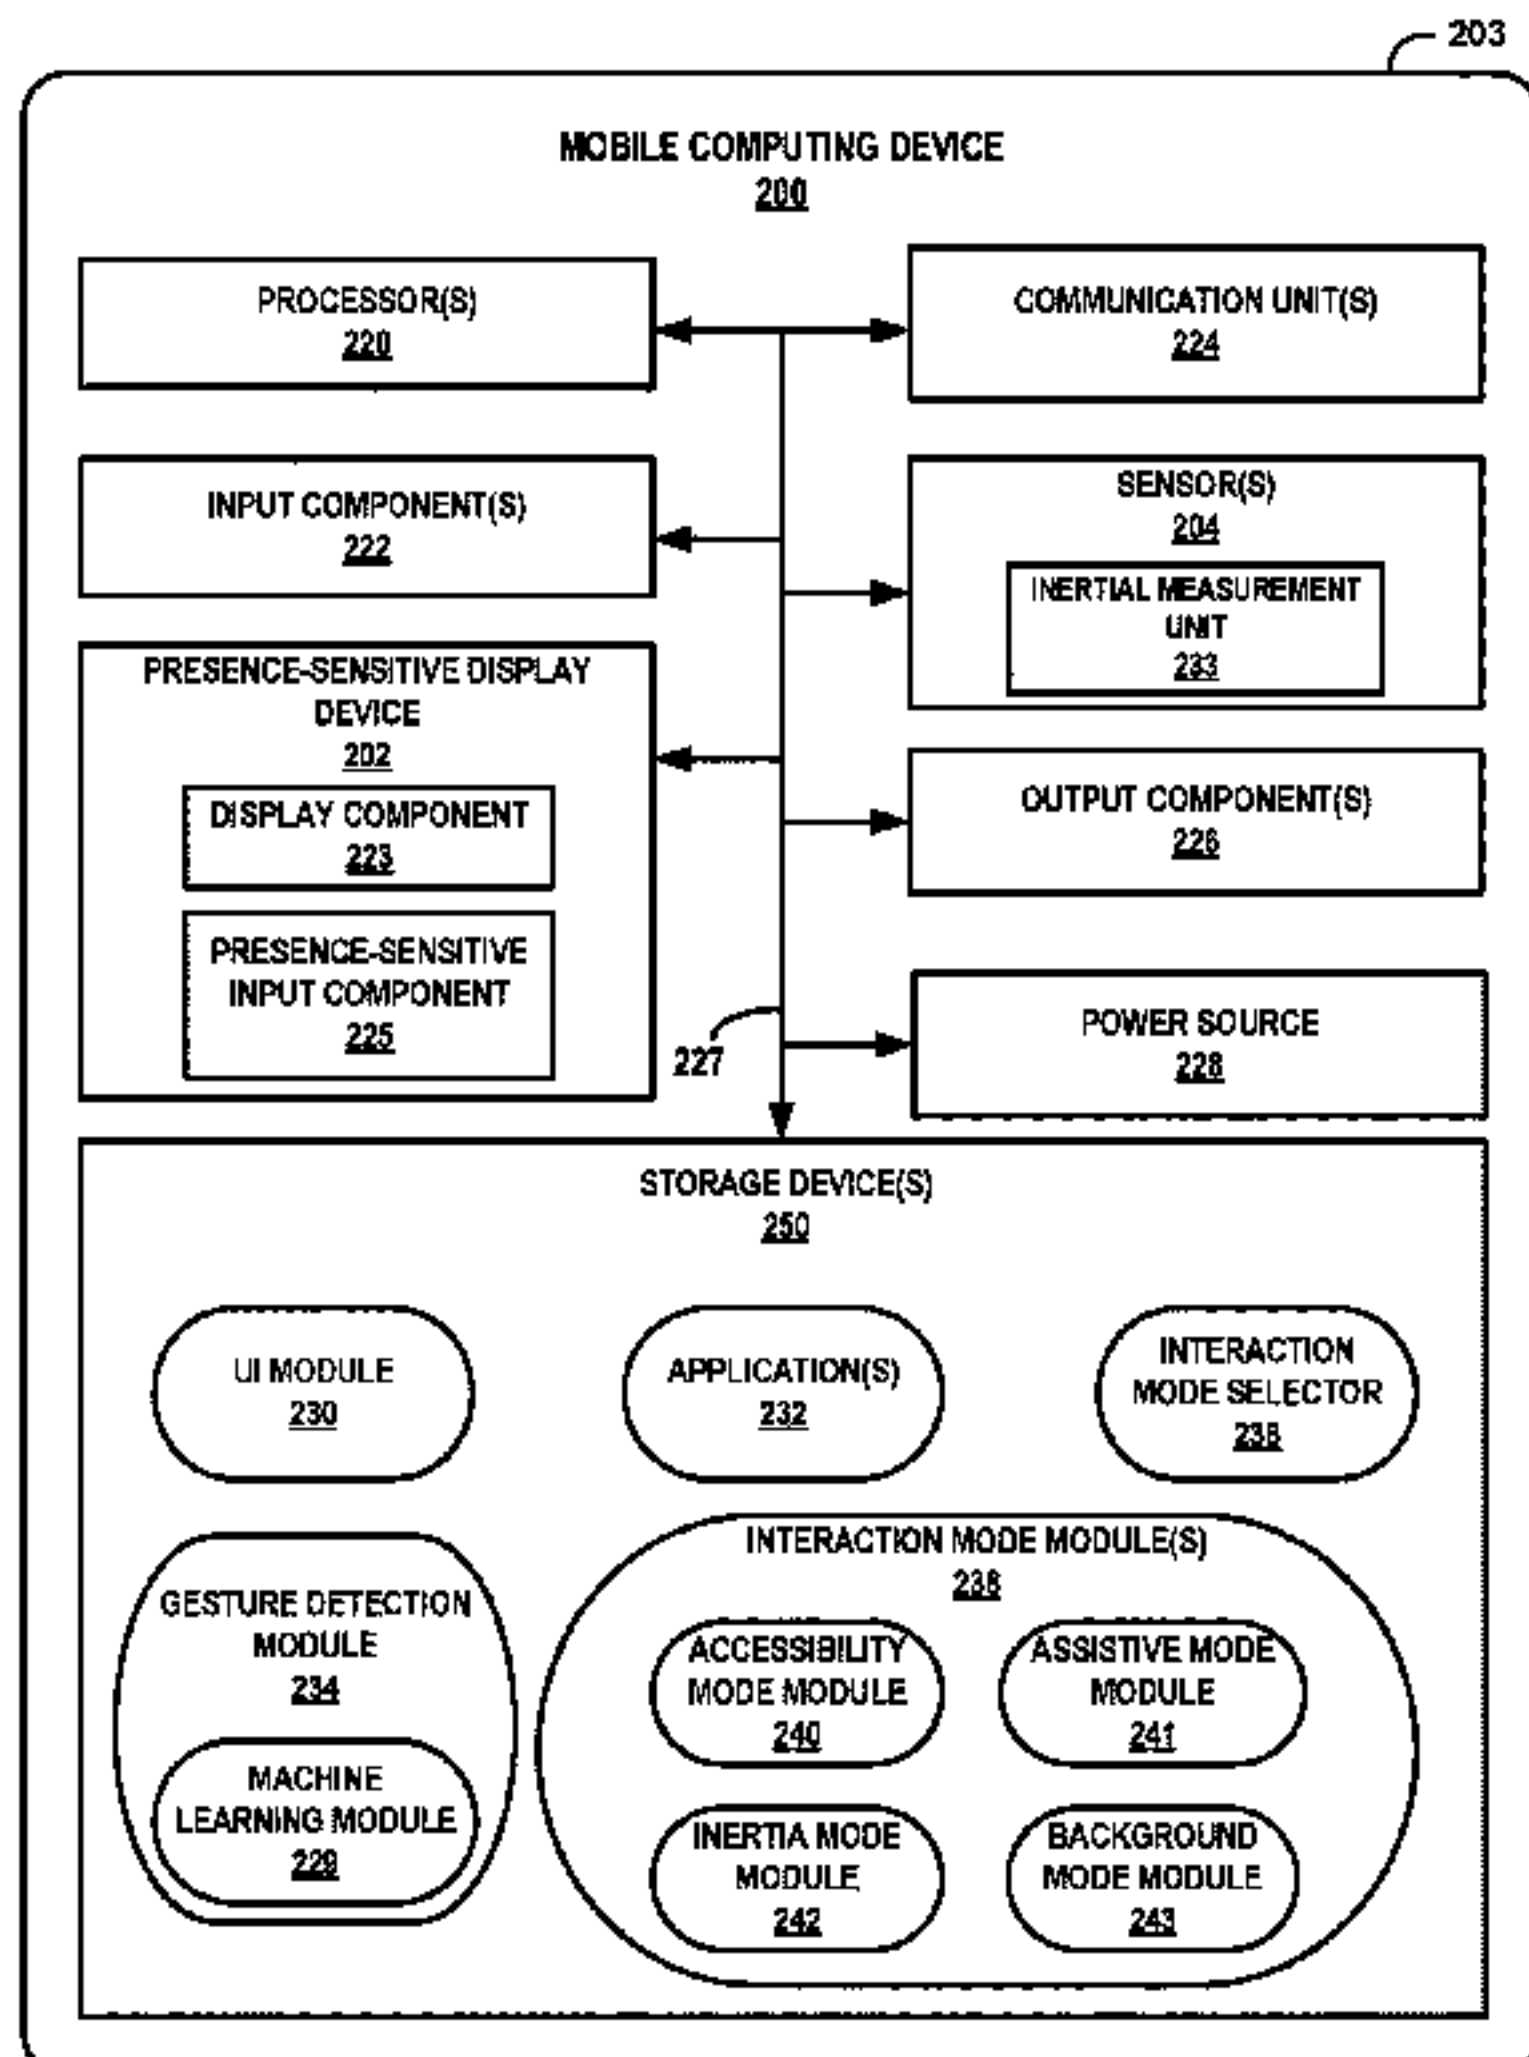 203
MOBILE COMPUTING DEVICE
200
PROCESSOR(S)
220
COMMUNICATION UNIT(S)
224
INPUT COMPONENT(S)
222
SENSOR(S)
204
INERTIAL MEASUREMENT
UNIT
233
PRESENCE-SENSITIVE DISPLAY
DEVICE
202
DISPLAY COMPONENT
223
PRESENCE-SENSITIVE
INPUT COMPONENT
225
OUTPUT COMPONENT(S)
226
227
POWER SOURCE
228
STORAGE DEVICE(S)
250
UI MODULE
230
APPLICATION(S)
232
INTERACTION
MODE SELECTOR
GESTURE DETECTION
MODULE
234
MACHINE
LEARNING MODULE
229
INTERACTION MODE MODULE(S)
ACCESSIBILITY
MODE MODULE
240
ASSISTIVE MODE
MODULE
241
INERTIA MODE
MODULE
242
BACKGROUND
MODE MODULE
243